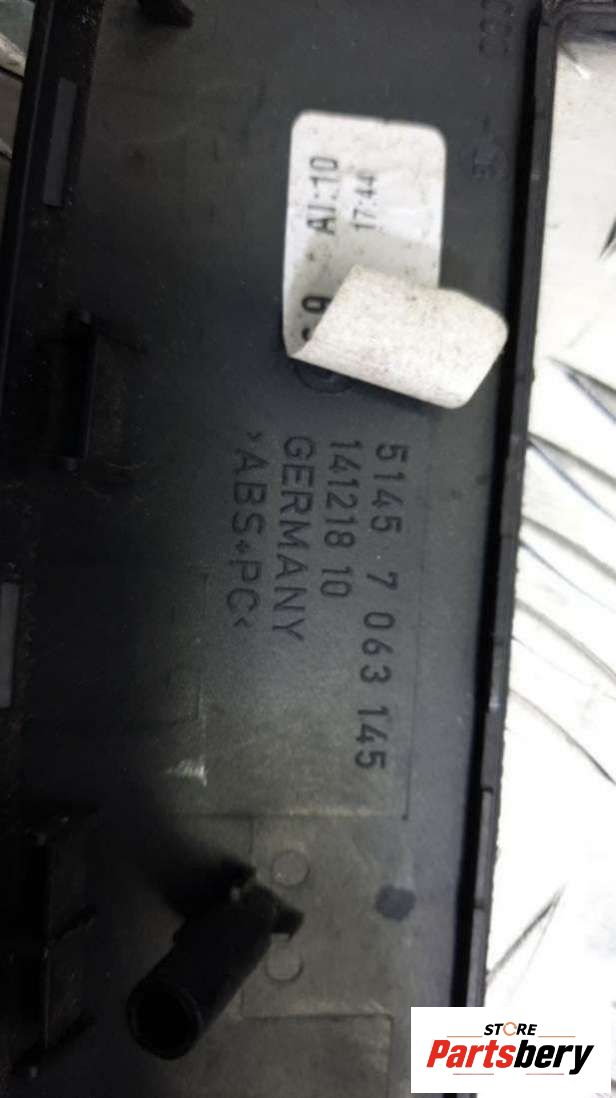 AI:10
17:44
5145 7 063 145
141218 10
GERMANY
>ABS+PC<
STORE
Partsbery